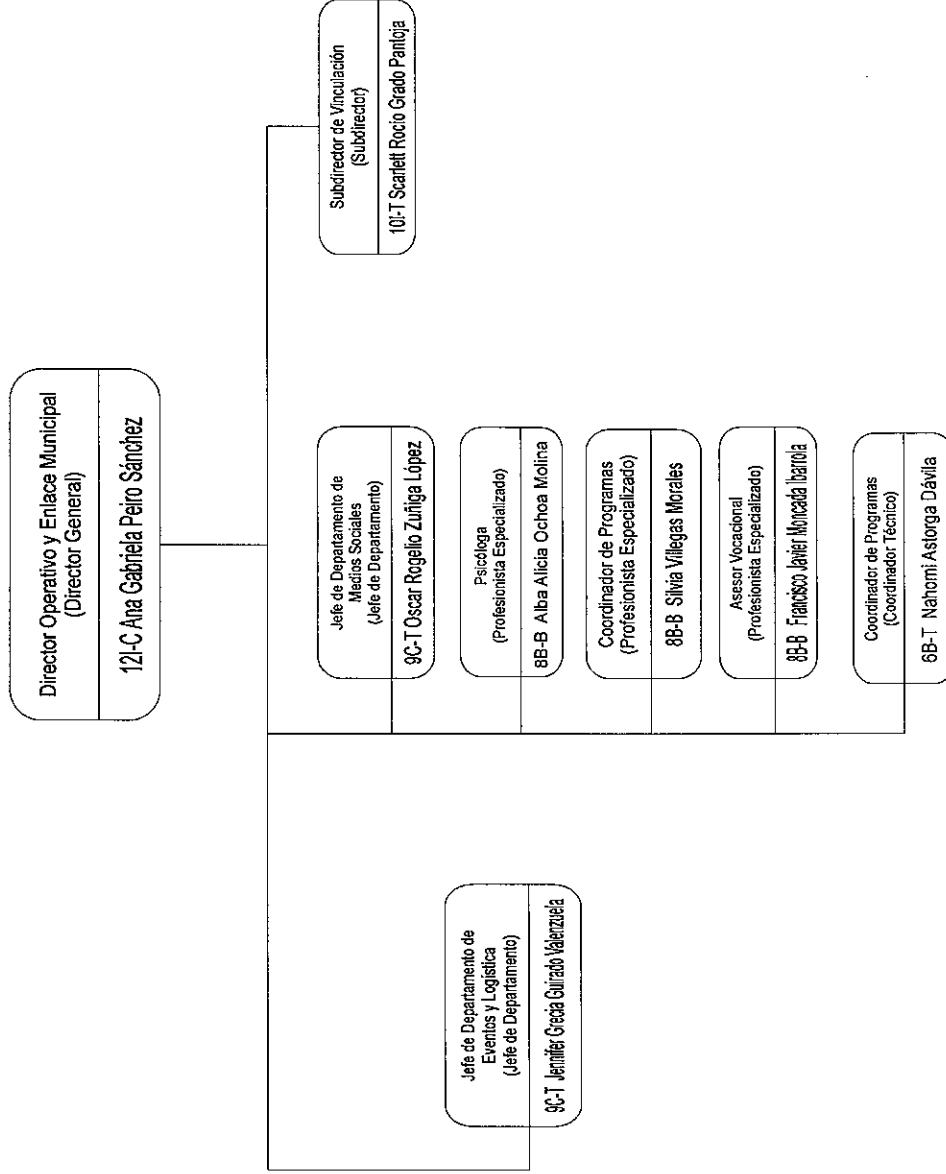 Director Operativo y Enlace Municipal
(Director General)
12I-C Ana Gabriela Peiro Sánchez
Jefe de Departamento de
Eventos y Logística
(Jefe de Departamento)
9C-T Jennifer Grecia Guirado Valenzuela
Jefe de Departamento de
Medios Sociales
(Jefe de Departamento)
9C-T Oscar Rogelio Zuñiga López
Psicóloga
(Profesionista Especializado)
8B-B Alba Alicia Ochoa Molina
Coordinador de Programas
(Profesionista Especializado)
8B-B Silvia Villegas Morales
Asesor Vocacional
(Profesionista Especializado)
8B-B Francisco Javier Moncada Ibarrola
Coordinador de Programas
(Coordinador Técnico)
6B-T Nahomi Astorga Dávila
Subdirector de Vinculación
(Subdirector)
10I-T Scarlett Rocio Grado Pantoja